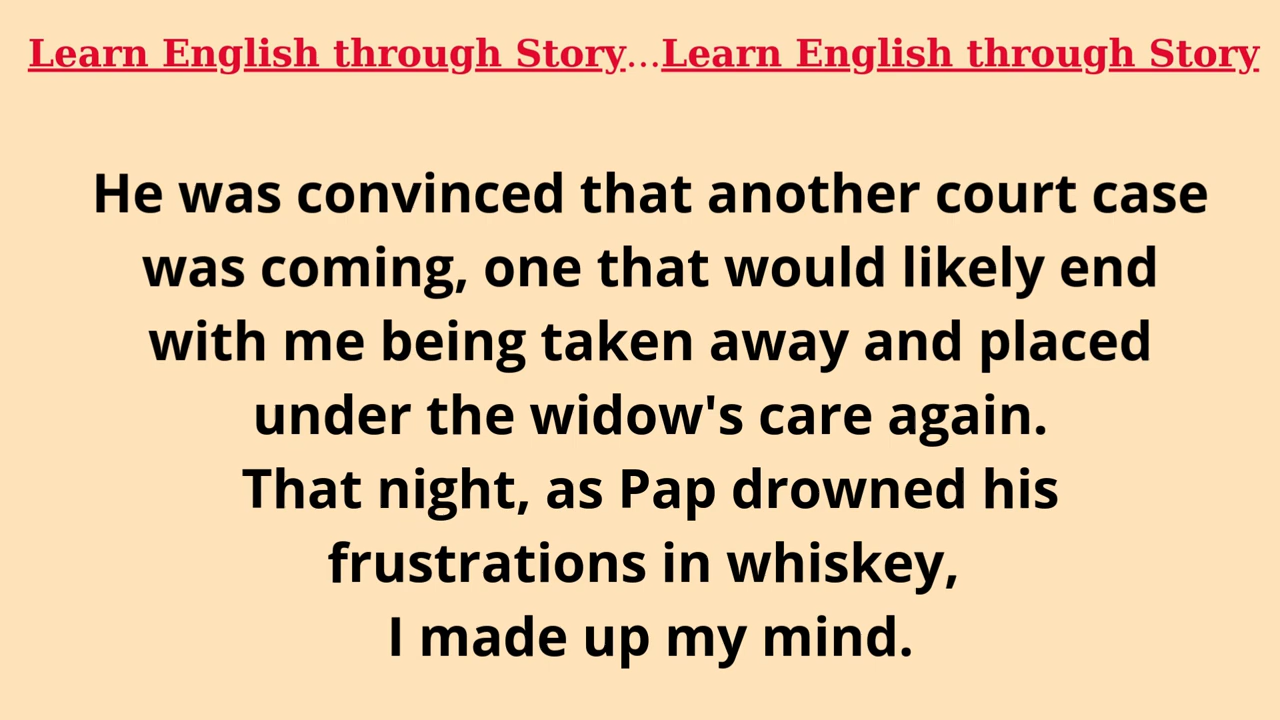 Learn English through Story...Learn English through Story
He was convinced that another court case
was coming, one that would likely end
with me being taken away and placed
under the widow's care again.
That night, as Pap drowned his
frustrations in whiskey,
I made up my mind.